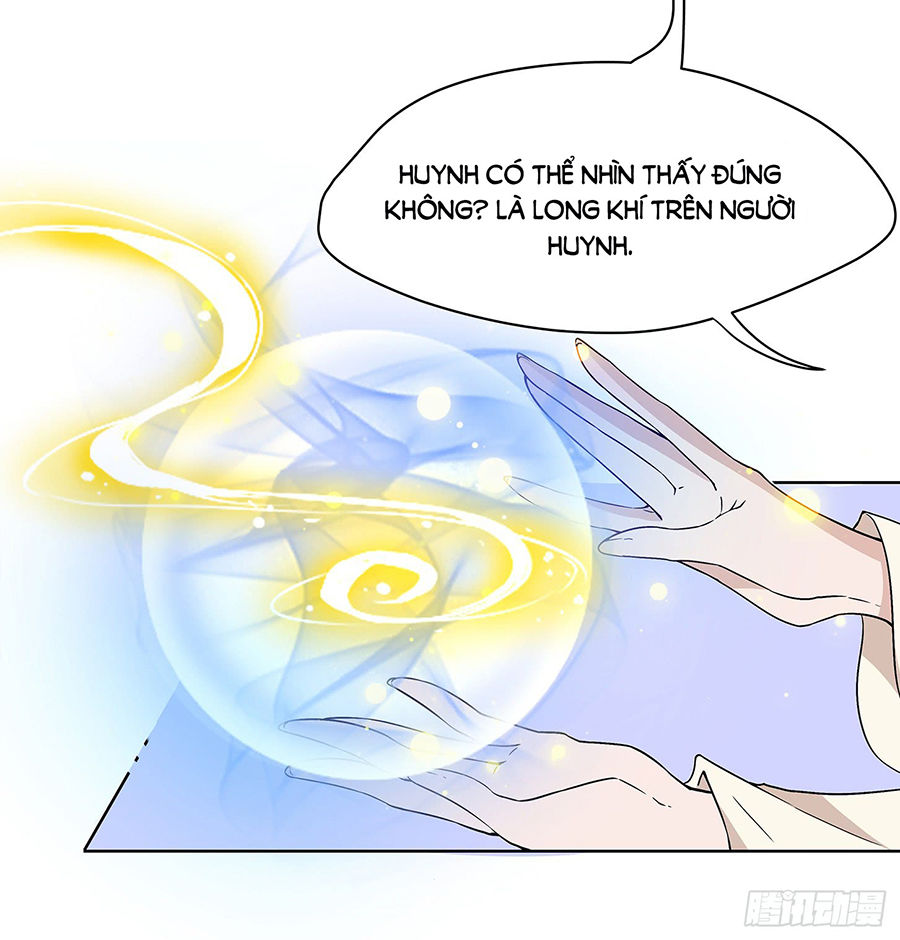 HUYNH CÓ THỂ NHÌN THẤY ĐÚNG
KHÔNG? LÀ LONG KHÍ TRÊN NGƯỜI
HUYNH.
腾讯动漫